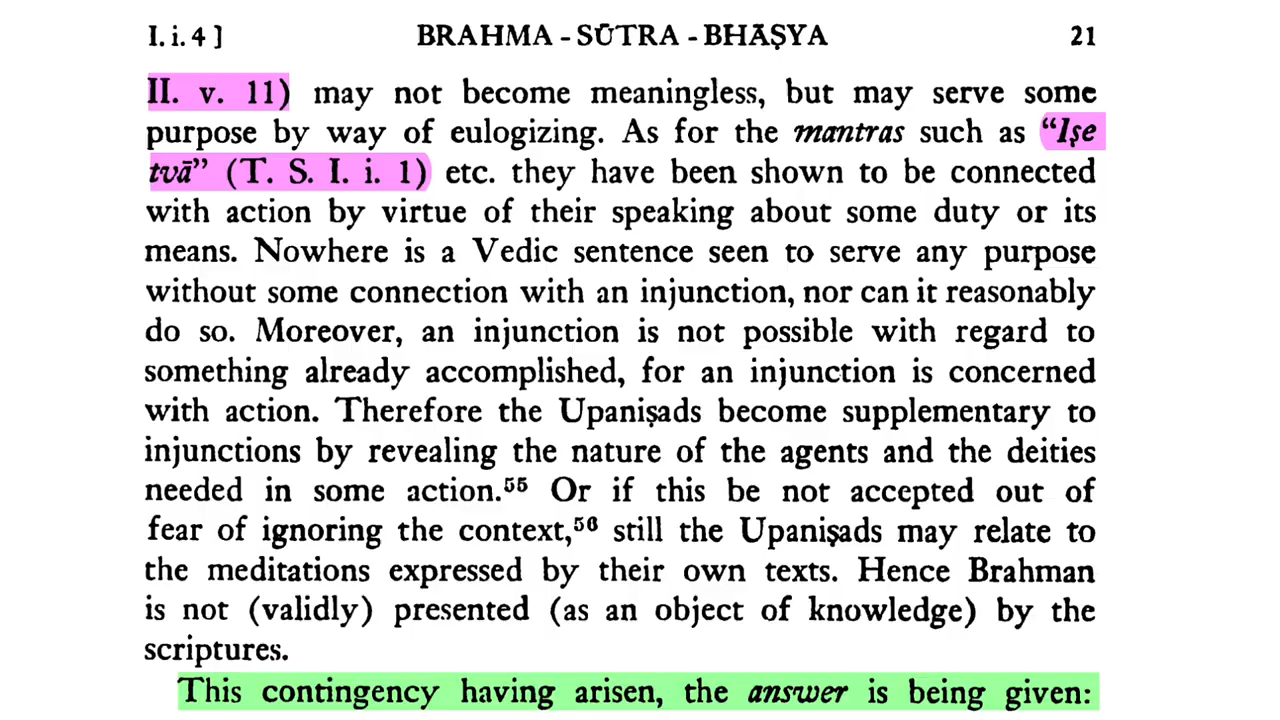 I. i. 4 ] BRAHMA - SŪTRA - BHĀṢYA 21
II. v. 11) may not become meaningless, but may serve some
purpose by way of eulogizing. As for the mantras such as “Iṣe
tvā” (T. S. I. i. 1) etc. they have been shown to be connected
with action by virtue of their speaking about some duty or its
means. Nowhere is a Vedic sentence seen to serve any purpose
without some connection with an injunction, nor can it reasonably
do so. Moreover, an injunction is not possible with regard to
something already accomplished, for an injunction is concerned
with action. Therefore the Upaniṣads become supplementary to
injunctions by revealing the nature of the agents and the deities
needed in some action.⁵⁵ Or if this be not accepted out of
fear of ignoring the context,⁵⁶ still the Upaniṣads may relate to
the meditations expressed by their own texts. Hence Brahman
is not (validly) presented (as an object of knowledge) by the
scriptures.
This contingency having arisen, the answer is being given: